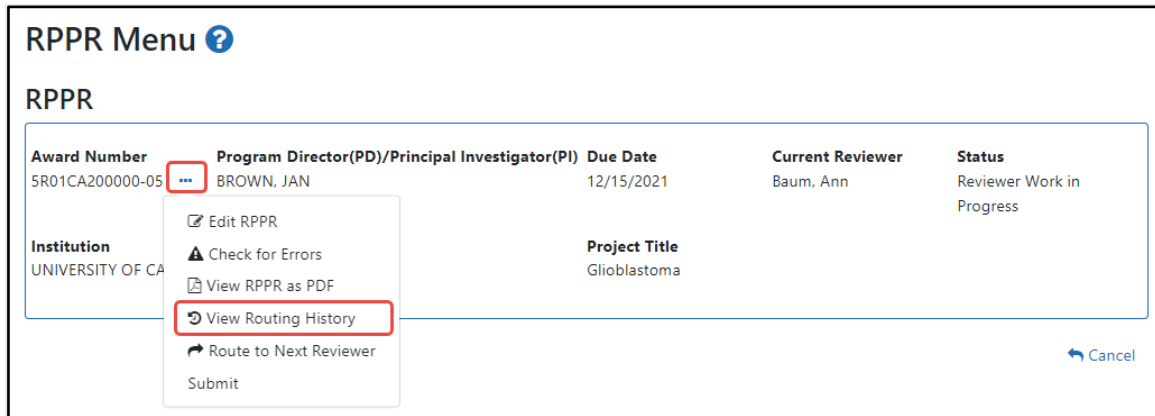 RPPR Menu ?
RPPR
Award Number Program Director(PD)/Principal Investigator(PI) Due Date Current Reviewer Status
5R01CA200000-05 ... BROWN, JAN 12/15/2021 Baum, Ann Reviewer Work in
Progress
Edit RPPR
Institution Project Title
Check for Errors
UNIVERSITY OF CA Glioblastoma
View RPPR as PDF
View Routing History
Route to Next Reviewer
Cancel
Submit